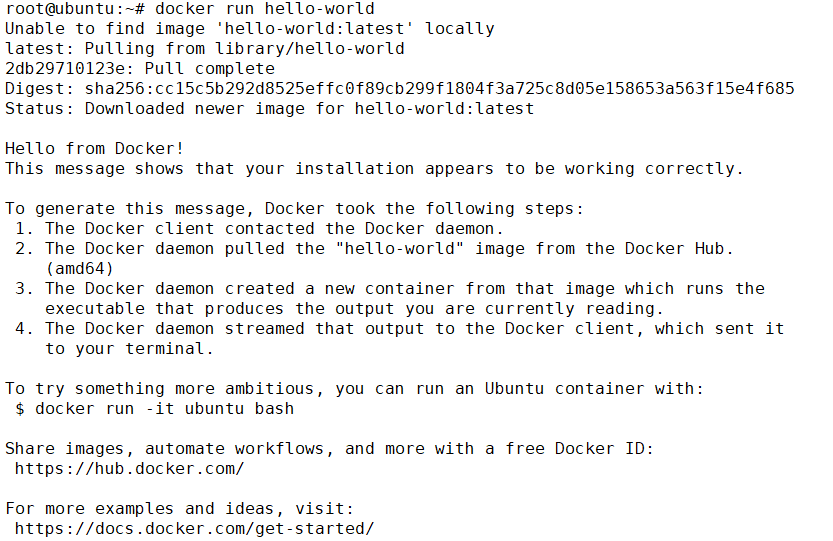 root@ubuntu:~# docker run hello-world
Unable to find image 'hello-world:latest' locally
latest: Pulling from library/hello-world
2db29710123e: Pull complete
Digest: sha256:cc15c5b292d8525effc0f89cb299f1804f3a725c8d05e158653a563f15e4f685
Status: Downloaded newer image for hello-world:latest

Hello from Docker!
This message shows that your installation appears to be working correctly.

To generate this message, Docker took the following steps:
 1. The Docker client contacted the Docker daemon.
 2. The Docker daemon pulled the "hello-world" image from the Docker Hub.
    (amd64)
 3. The Docker daemon created a new container from that image which runs the
    executable that produces the output you are currently reading.
 4. The Docker daemon streamed that output to the Docker client, which sent it
    to your terminal.

To try something more ambitious, you can run an Ubuntu container with:
 $ docker run -it ubuntu bash

Share images, automate workflows, and more with a free Docker ID:
 https://hub.docker.com/

For more examples and ideas, visit:
 https://docs.docker.com/get-started/